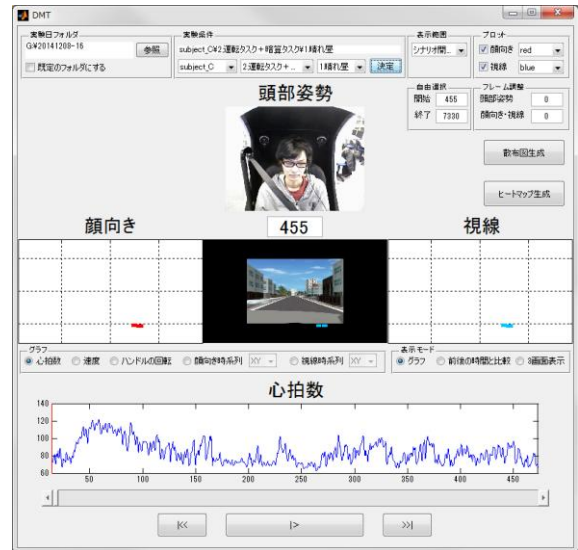 DMT
実験日フォルダ
G:¥20141208-16
参照
既定のフォルダにする
実験条件
subject_C¥2.運転タスク＋暗算タスク¥1晴れ昼
subject_C
2.運転タスク＋..
1晴れ昼
決定
表示範囲
シナリオ開...
プロット
顔向き red
視線 blue
自由選択
開始 455
終了 7330
フレーム調整
頭部姿勢 0
顔向き・視線 0
頭部姿勢
散布図生成
ヒートマップ生成
顔向き
455
視線
グラフ
心拍数
速度
ハンドルの回転
顔向き時系列 XY
視線時系列 XY
表示モード
グラフ
前後の時間と比較
3画面表示
心拍数
140
120
100
80
60
50 100 150 200 250 300 350 400 450
|<<
|>
>>|